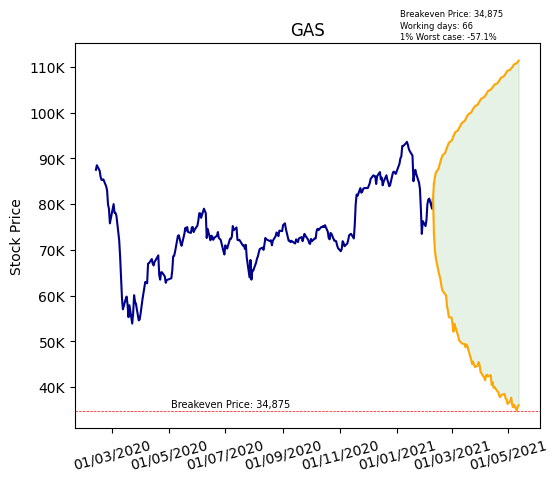 Breakeven Price: 34,875
Working days: 66
1% Worst case: -57.1%
GAS
Stock Price
110K
100K
90K
80K
70K
60K
50K
40K
Breakeven Price: 34,875
01/03/2020 01/05/2020 01/07/2020 01/09/2020 01/11/2020 01/01/2021 01/03/2021 01/05/2021